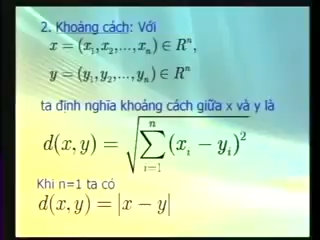 2. Khoảng cách: Với
x = (x₁, x₂, ..., xₙ) ∈ Rⁿ,
y = (y₁, y₂, ..., yₙ) ∈ Rⁿ
ta định nghĩa khoảng cách giữa x và y là
d(x, y) = √(∑ᵢ₌₁ⁿ (xᵢ − yᵢ)²)
Khi n=1 ta có
d(x, y) = |x − y|